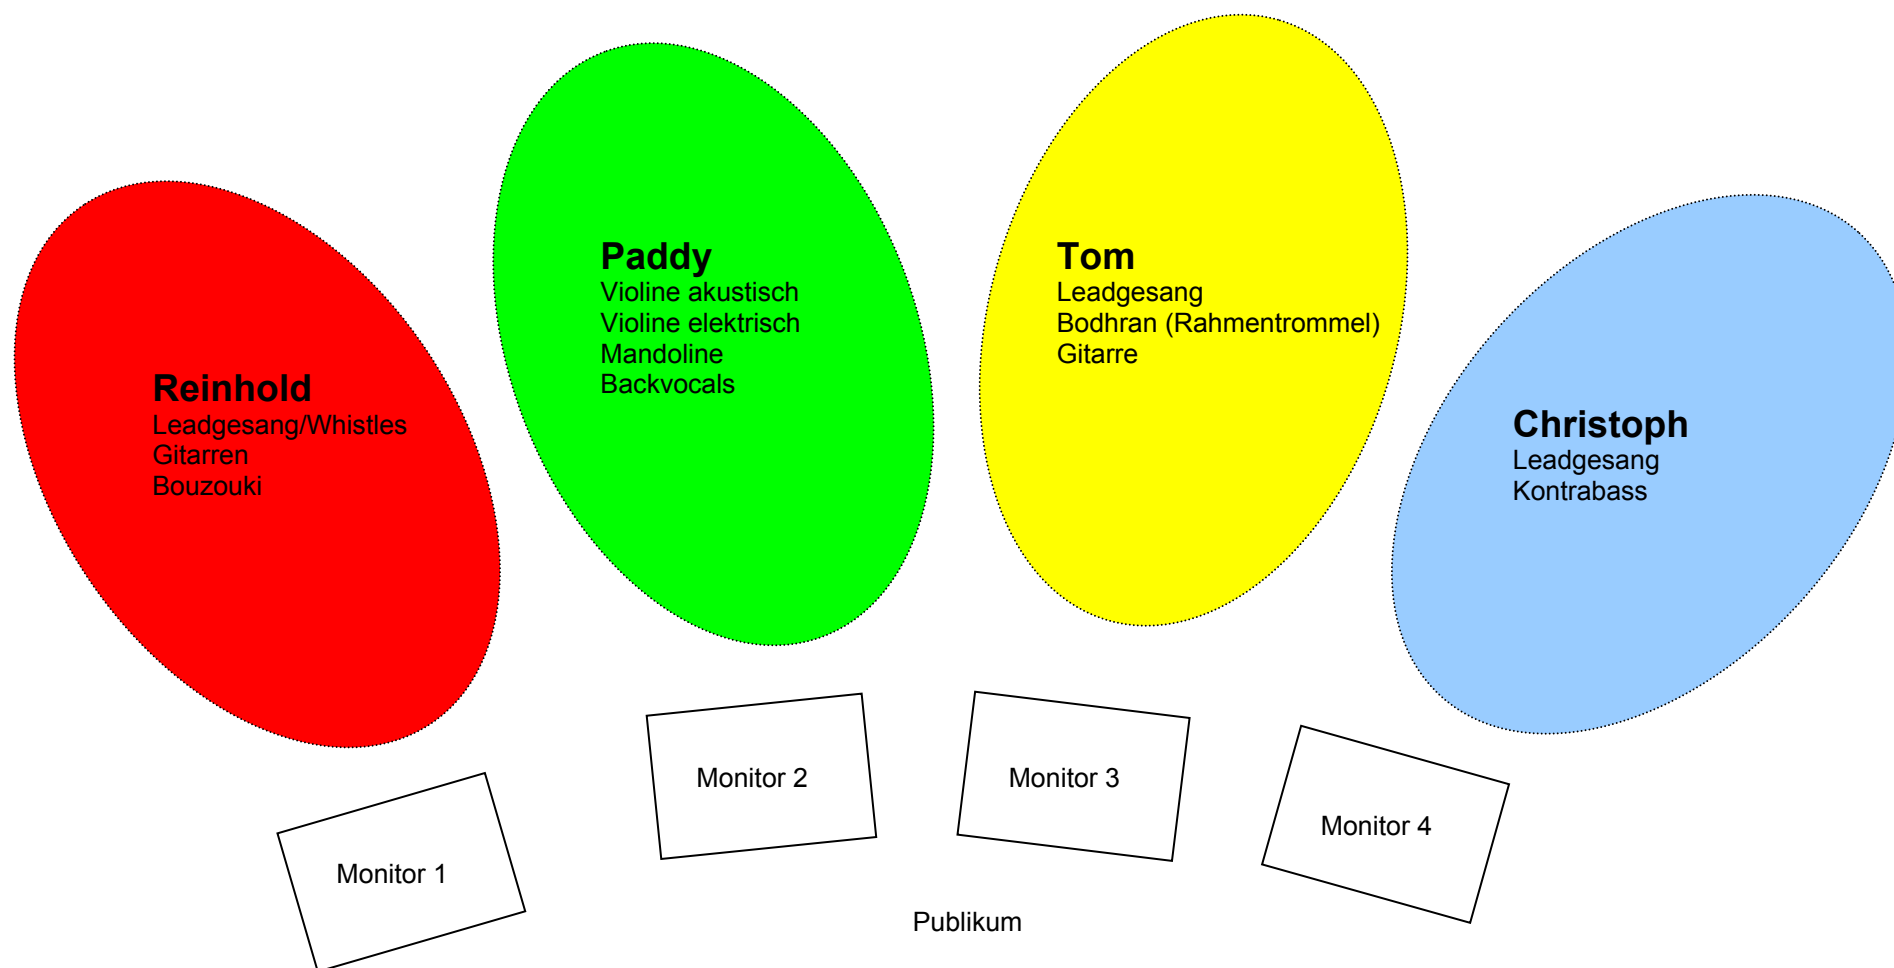 Reinhold
Leadgesang/Whistles
Gitarren
Bouzouki
Paddy
Violine akustisch
Violine elektrisch
Mandoline
Backvocals
Tom
Leadgesang
Bodhran (Rahmentrommel)
Gitarre
Christoph
Leadgesang
Kontrabass
Monitor 1
Monitor 2
Monitor 3
Monitor 4
Publikum